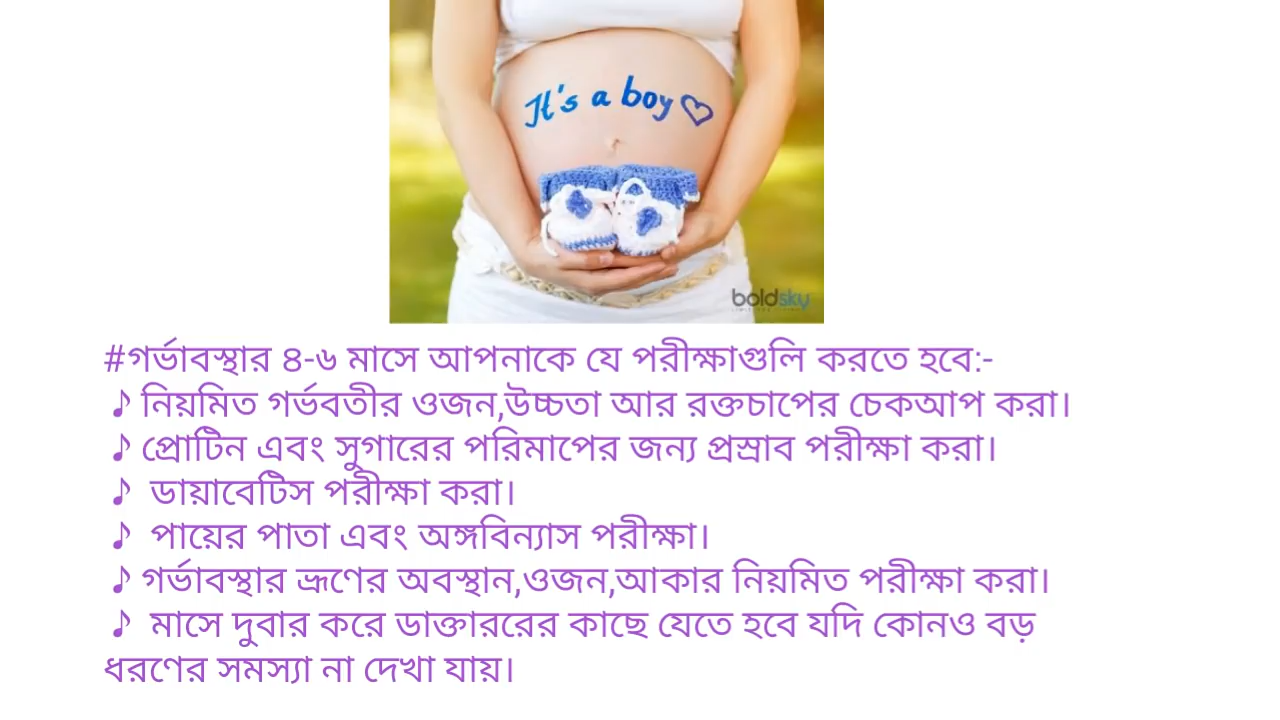 It's a boy
boldsky
#গর্ভাবস্থার ৪-৬ মাসে আপনাকে যে পরীক্ষাগুলি করতে হবে:-
♪ নিয়মিত গর্ভবতীর ওজন,উচ্চতা আর রক্তচাপের চেকআপ করা।
♪ প্রোটিন এবং সুগারের পরিমাপের জন্য প্রস্রাব পরীক্ষা করা।
♪ ডায়াবেটিস পরীক্ষা করা।
♪ পায়ের পাতা এবং অঙ্গবিন্যাস পরীক্ষা।
♪ গর্ভাবস্থার ভ্রূণের অবস্থান,ওজন,আকার নিয়মিত পরীক্ষা করা।
♪ মাসে দুবার করে ডাক্তাররের কাছে যেতে হবে যদি কোনও বড়
ধরণের সমস্যা না দেখা যায়।